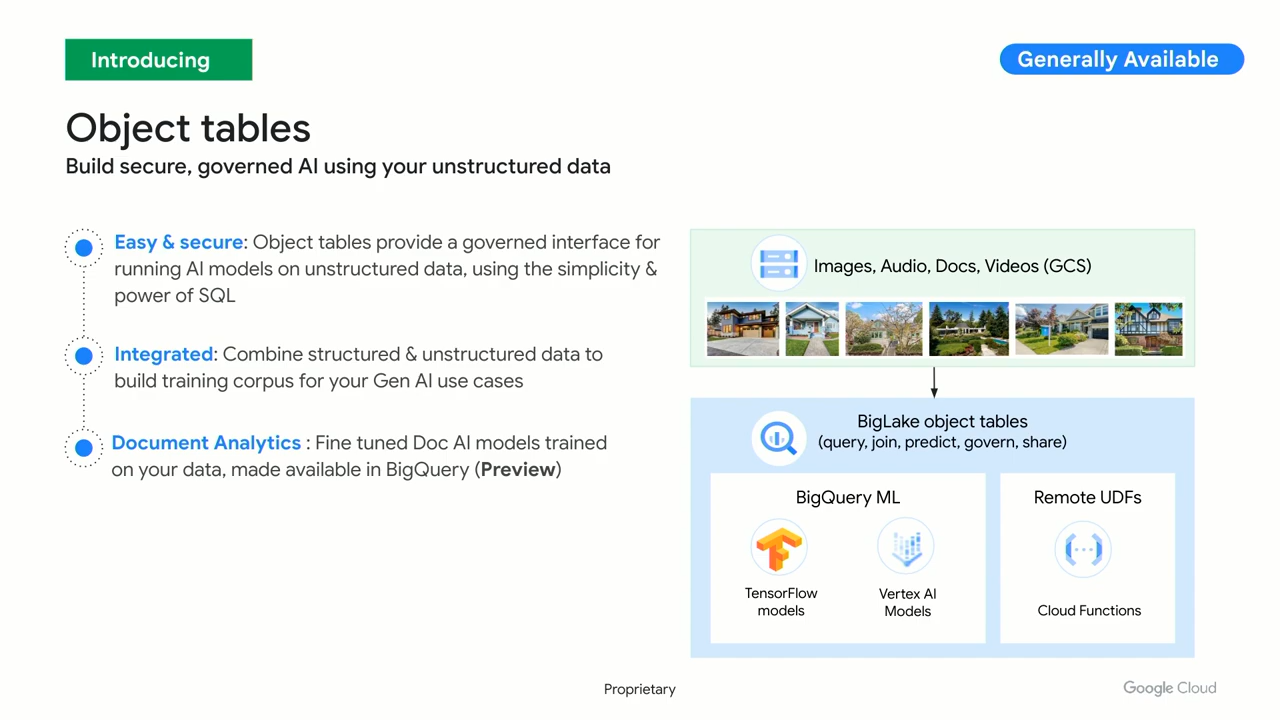 Introducing
Generally Available
Object tables
Build secure, governed AI using your unstructured data
Easy & secure: Object tables provide a governed interface for
running AI models on unstructured data, using the simplicity &
power of SQL
Integrated: Combine structured & unstructured data to
build training corpus for your Gen AI use cases
Document Analytics : Fine tuned Doc AI models trained
on your data, made available in BigQuery (Preview)
Images, Audio, Docs, Videos (GCS)
BigLake object tables
(query, join, predict, govern, share)
BigQuery ML
TensorFlow
models
Vertex AI
Models
Remote UDFs
Cloud Functions
Proprietary
Google Cloud